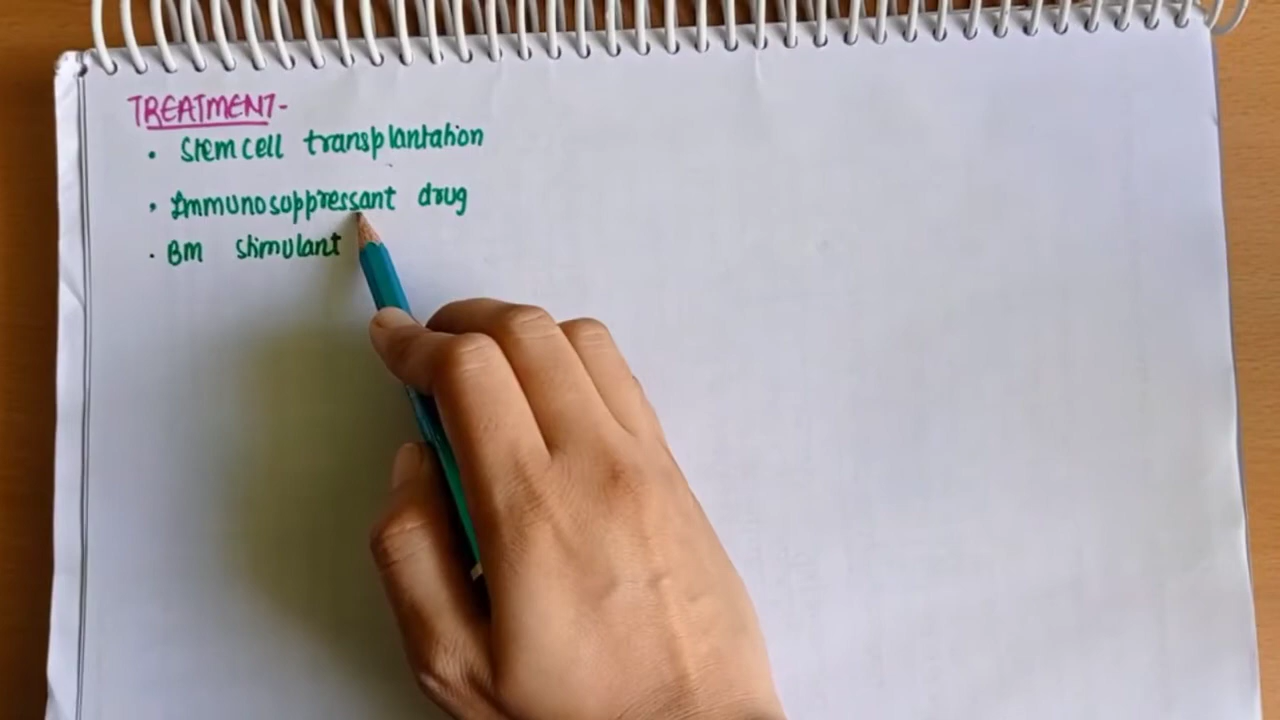 TREATMENT-
• Stem cell transplantation
• Immunosuppressant drug
• BM stimulant